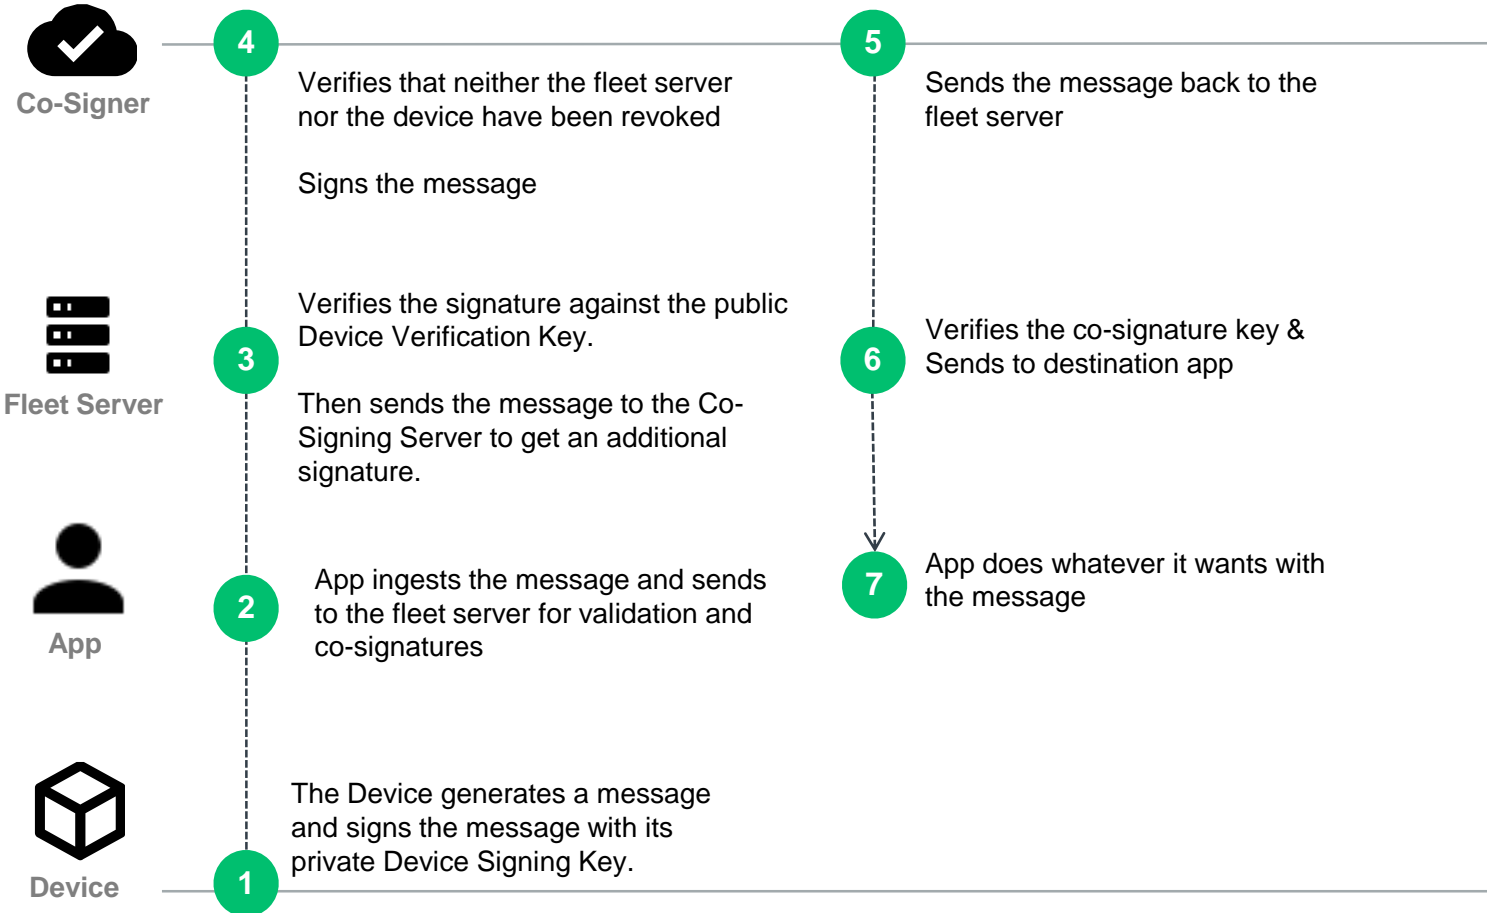 4
5
Co-Signer
Verifies that neither the fleet server
nor the device have been revoked
Signs the message
Sends the message back to the
fleet server
Fleet Server
3
Verifies the signature against the public
Device Verification Key.
Then sends the message to the Co-
Signing Server to get an additional
signature.
6
Verifies the co-signature key &
Sends to destination app
App
2
App ingests the message and sends
to the fleet server for validation and
co-signatures
7
App does whatever it wants with
the message
Device
1
The Device generates a message
and signs the message with its
private Device Signing Key.